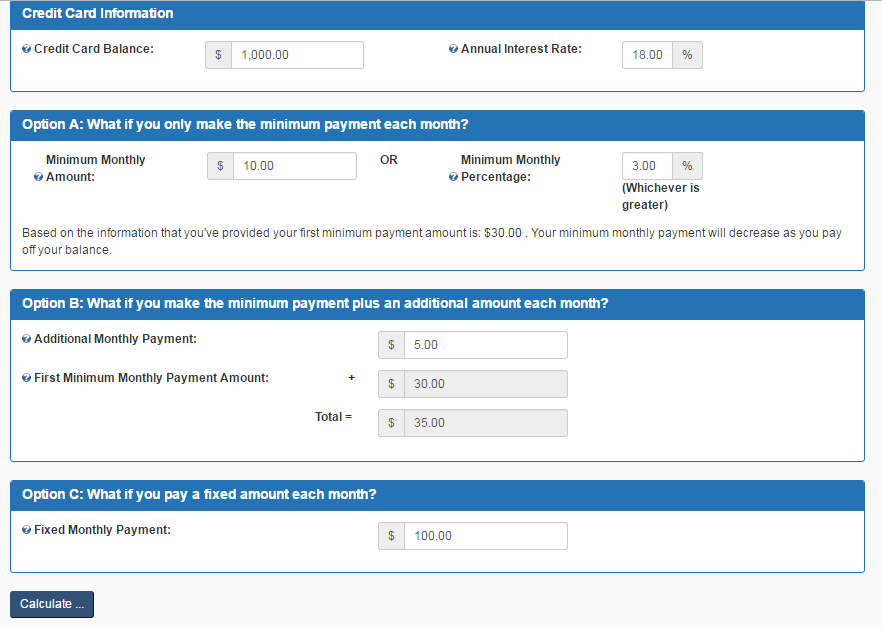 Credit Card Information
Credit Card Balance: $ 1,000.00 Annual Interest Rate: 18.00 %
Option A: What if you only make the minimum payment each month?
Minimum Monthly Amount: $ 10.00 OR Minimum Monthly Percentage: 3.00 %
(Whichever is
greater)
Based on the information that you've provided your first minimum payment amount is: $30.00 . Your minimum monthly payment will decrease as you pay
off your balance.
Option B: What if you make the minimum payment plus an additional amount each month?
Additional Monthly Payment: $ 5.00
First Minimum Monthly Payment Amount: + $ 30.00
Total = $ 35.00
Option C: What if you pay a fixed amount each month?
Fixed Monthly Payment: $ 100.00
Calculate ...